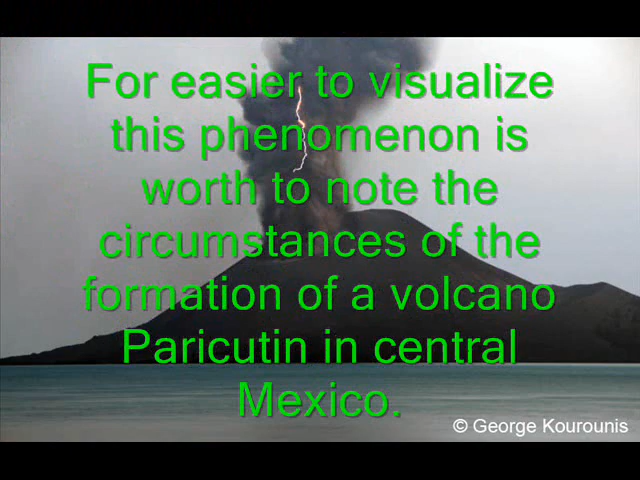 For easier to visualize
this phenomenon is
worth to note the
circumstances of the
formation of a volcano
Paricutin in central
Mexico.
© George Kourounis